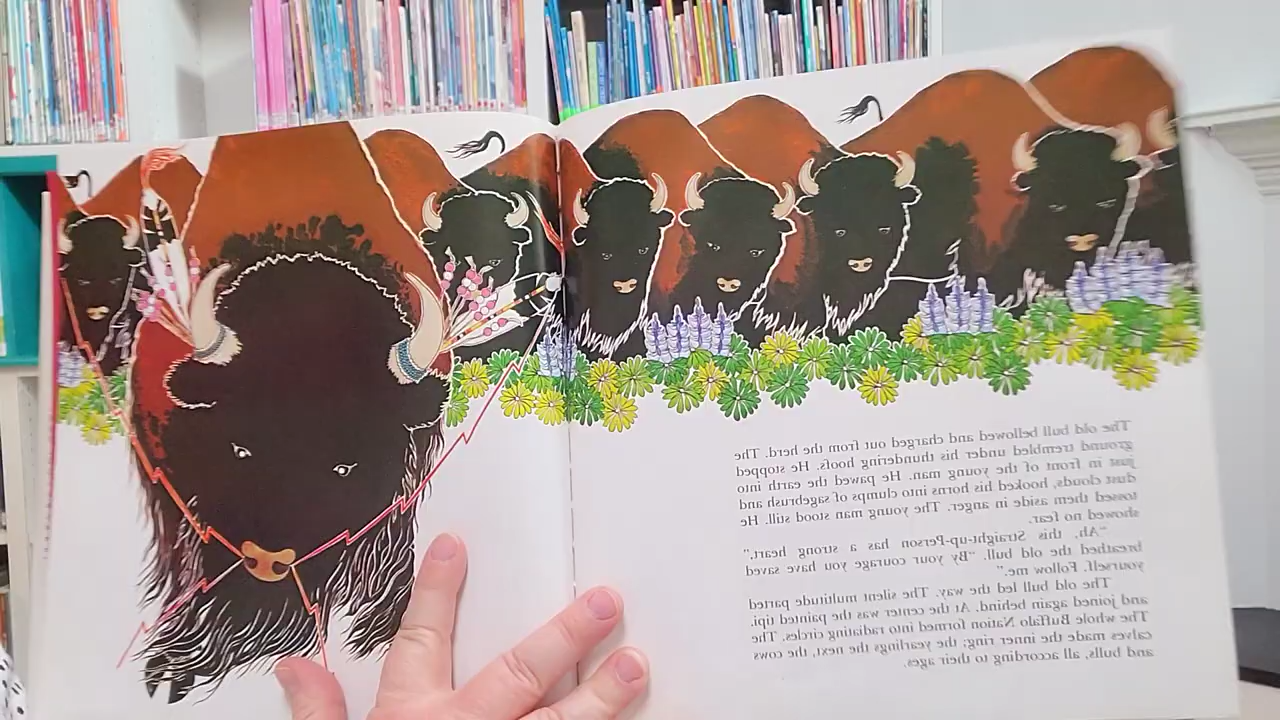 The old bull bellowed and charged out from the herd. The
ground trembled under his thundering hoofs. He stopped
just in front of the young man. He pawed the earth into
dust clouds, hooked his horns into clumps of sagebrush and
tossed them aside in anger. The young man stood still. He
showed no fear.
"Ah, this Straight-up-Person has a strong heart,"
breathed the old bull. "By your courage you have saved
yourself. Follow me."
The old bull led the way. The silent multitude parted
and joined again behind. At the center was the painted tipi.
The whole Buffalo Nation formed into radiating circles. The
calves made the inner ring; the yearlings the next, the cows
and bulls, all according to their ages.